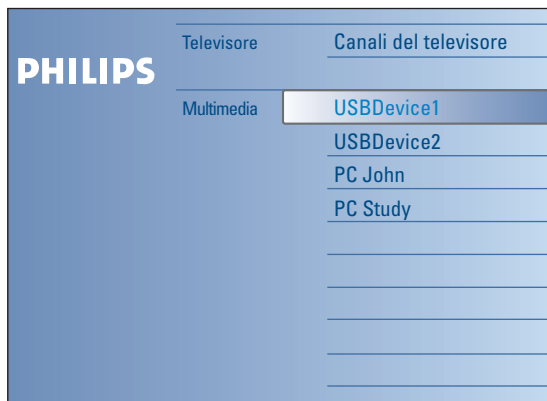 PHILIPS
Televisore Canali del televisore
Multimedia USBDevice1
USBDevice2
PC John
PC Study